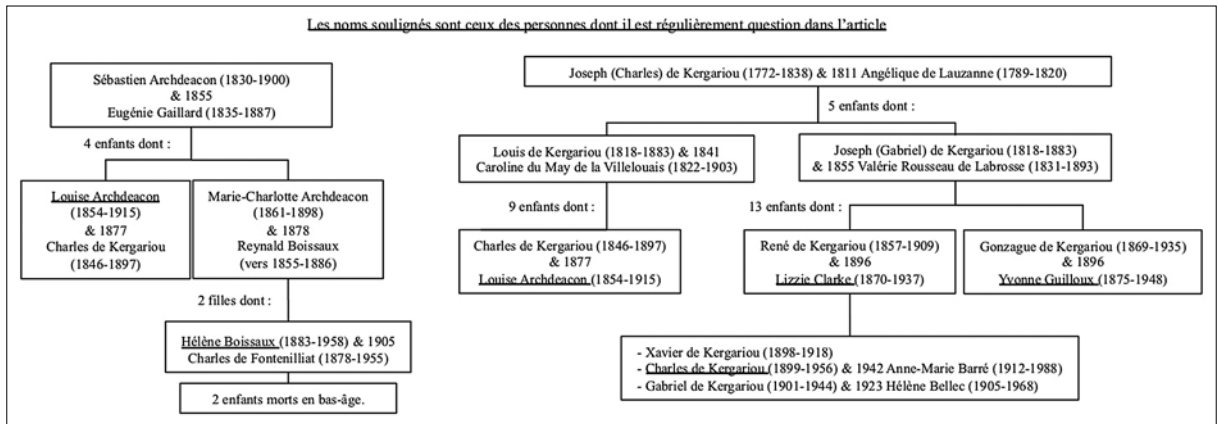 Les noms soulignés sont ceux des personnes dont il est régulièrement question dans l'article
Sébastien Archdeacon (1830-1900)
& 1855
Eugénie Gaillard (1835-1887)
4 enfants dont :
Louise Archdeacon
(1854-1915)
& 1877
Charles de Kergariou
(1846-1897)
Marie-Charlotte Archdeacon
(1861-1898)
& 1878
Reynald Boissaux
(vers 1855-1886)
2 filles dont :
Hélène Boissaux (1883-1958) & 1905
Charles de Fontenilliat (1878-1955)
2 enfants morts en bas-âge.
Joseph (Charles) de Kergariou (1772-1838) & 1811 Angélique de Lauzanne (1789-1820)
5 enfants dont :
Louis de Kergariou (1818-1883) & 1841
Caroline du May de la Villelouais (1822-1903)
Joseph (Gabriel) de Kergariou (1818-1883)
& 1855 Valérie Rousseau de Labrosse (1831-1893)
9 enfants dont :
13 enfants dont :
Charles de Kergariou (1846-1897)
& 1877
Louise Archdeacon (1854-1915)
René de Kergariou (1857-1909)
& 1896
Lizzie Clarke (1870-1937)
Gonzague de Kergariou (1869-1935)
& 1896
Yvonne Guilloux (1875-1948)
- Xavier de Kergariou (1898-1918)
- Charles de Kergariou (1899-1956) & 1942 Anne-Marie Barré (1912-1988)
- Gabriel de Kergariou (1901-1944) & 1923 Hélène Bellec (1905-1968)